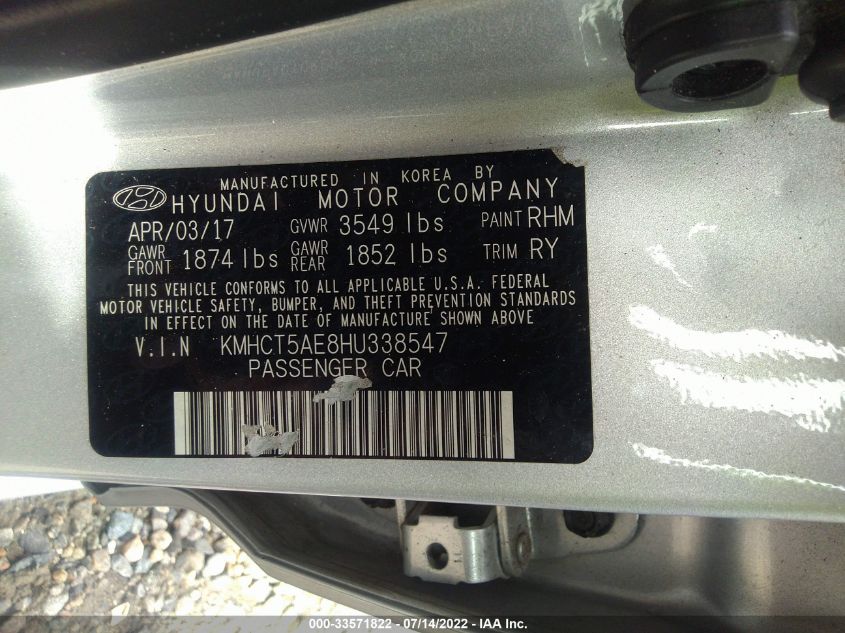 MANUFACTURED IN KOREA BY
HYUNDAI MOTOR COMPANY
APR/03/17 GVWR 3549 lbs PAINT RHM
GAWR FRONT 1874 lbs GAWR REAR 1852 lbs TRIM RY
THIS VEHICLE CONFORMS TO ALL APPLICABLE U.S.A. FEDERAL
MOTOR VEHICLE SAFETY, BUMPER, AND THEFT PREVENTION STANDARDS
IN EFFECT ON THE DATE OF MANUFACTURE SHOWN ABOVE
V.I.N KMHCT5AE8HU338547
PASSENGER CAR
000-33571822 - 07/14/2022 - IAA Inc.